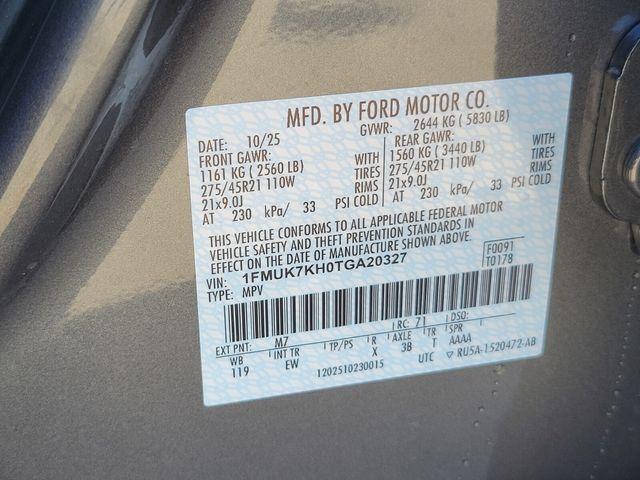 MFD. BY FORD MOTOR CO.
DATE: 10/25 GVWR: 2644 KG ( 5830 LB)
FRONT GAWR: REAR GAWR:
1161 KG ( 2560 LB) WITH 1560 KG ( 3440 LB) WITH
275/45R21 110W TIRES 275/45R21 110W TIRES
21x9.0J RIMS 21x9.0J RIMS
AT 230 kPa/ 33 PSI COLD AT 230 kPa/ 33 PSI COLD
THIS VEHICLE CONFORMS TO ALL APPLICABLE FEDERAL MOTOR
VEHICLE SAFETY AND THEFT PREVENTION STANDARDS IN
EFFECT ON THE DATE OF MANUFACTURE SHOWN ABOVE.
VIN: 1FMUK7KH0TGA20327 F0091
TYPE: MPV T0178
EXT PNT: M7 RC: 71 DSO:
WB INT TR TP/PS R AXLE TR SPR
119 EW X 3B T AAAA
1202510230015 UTC ▽ RU5A-1520472-AB